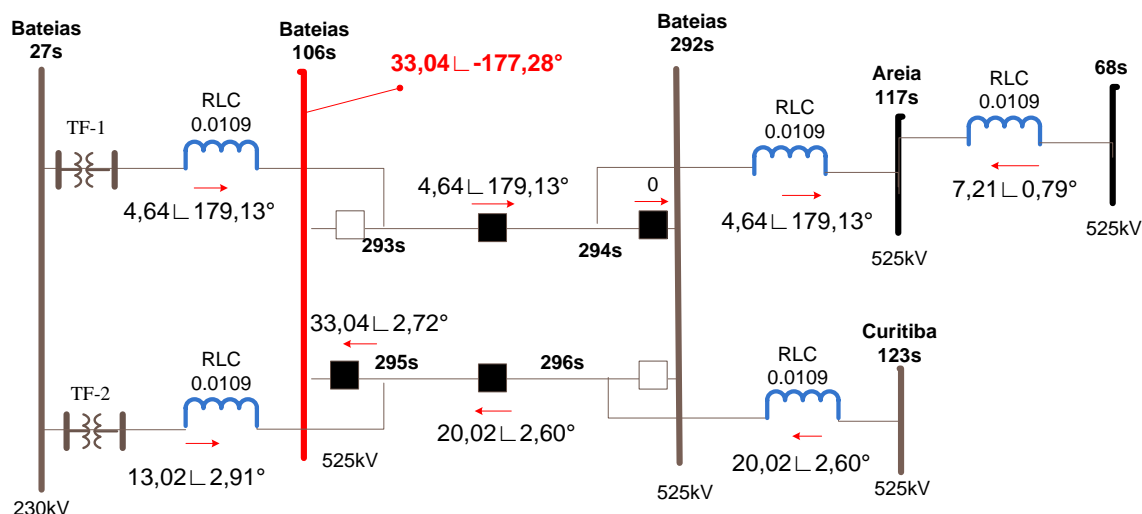 Bateias
27s
Bateias
106s
33,04∟-177,28°
Bateias
292s
Areia
117s
68s
TF-1
RLC
0.0109
4,64∟179,13°
4,64∟179,13°
0
RLC
0.0109
4,64∟179,13°
RLC
0.0109
7,21∟0,79°
293s
294s
525kV
525kV
33,04∟2,72°
295s
296s
Curitiba
123s
TF-2
RLC
0.0109
13,02∟2,91°
525kV
20,02∟2,60°
RLC
0.0109
20,02∟2,60°
230kV
525kV
525kV